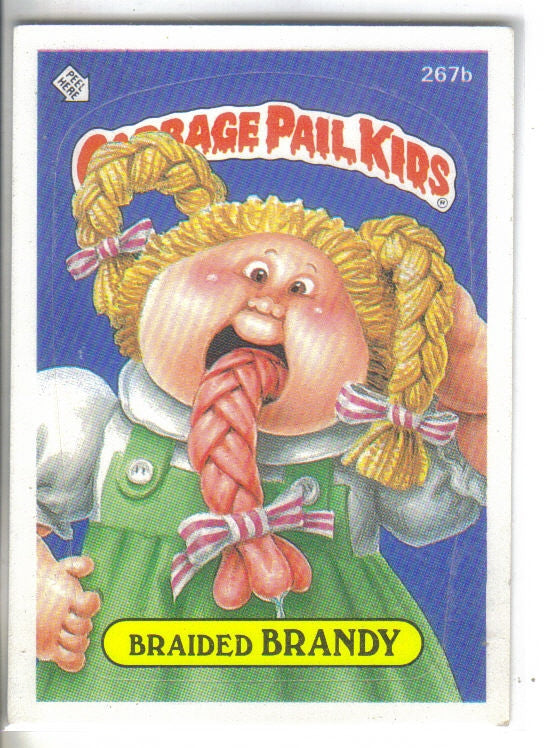 PEEL
HERE
267b
GARBAGE PAIL KIDS
®
BRAIDED BRANDY